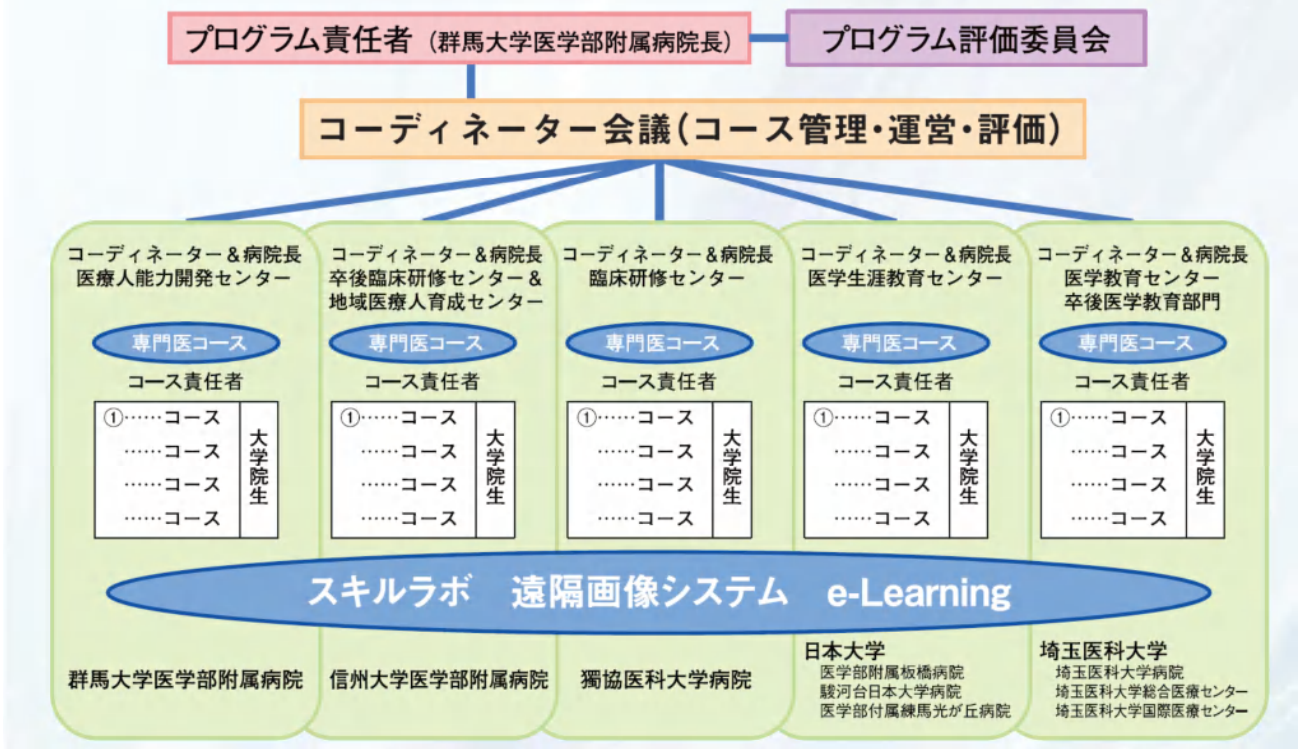 プログラム責任者（群馬大学医学部附属病院長）
プログラム評価委員会
コーディネーター会議（コース管理・運営・評価）
コーディネーター＆病院長
医療人能力開発センター
専門医コース
コース責任者
①……コース
……コース
……コース
……コース
大学院生
コーディネーター＆病院長
卒後臨床研修センター＆
地域医療人育成センター
専門医コース
コース責任者
①……コース
……コース
……コース
……コース
大学院生
コーディネーター＆病院長
臨床研修センター
専門医コース
コース責任者
①……コース
……コース
……コース
……コース
大学院生
コーディネーター＆病院長
医学生涯教育センター
専門医コース
コース責任者
①……コース
……コース
……コース
……コース
大学院生
コーディネーター＆病院長
医学教育センター
卒後医学教育部門
専門医コース
コース責任者
①……コース
……コース
……コース
……コース
大学院生
スキルラボ　遠隔画像システム　e-Learning
群馬大学医学部附属病院
信州大学医学部附属病院
獨協医科大学病院
日本大学
医学部附属板橋病院
駿河台日本大学病院
医学部付属練馬光が丘病院
埼玉医科大学
埼玉医科大学病院
埼玉医科大学総合医療センター
埼玉医科大学国際医療センター